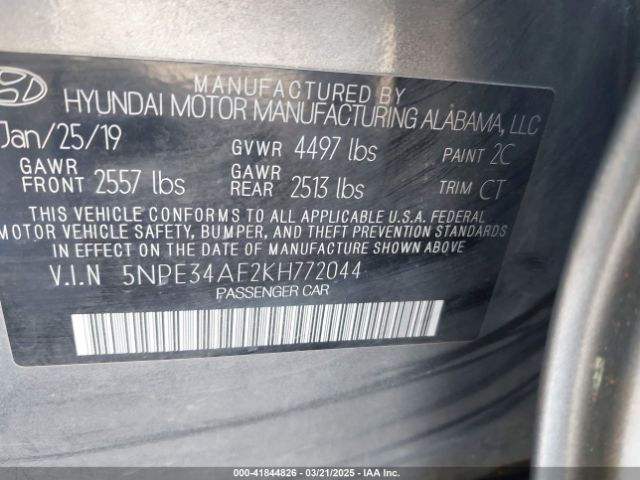 MANUFACTURED BY
HYUNDAI MOTOR MANUFACTURING ALABAMA, LLC
Jan/25/19 GVWR 4497 lbs PAINT 2C
GAWR FRONT 2557 lbs GAWR REAR 2513 lbs TRIM CT
THIS VEHICLE CONFORMS TO ALL APPLICABLE U.S.A. FEDERAL
MOTOR VEHICLE SAFETY, BUMPER, AND THEFT PREVENTION STANDARDS
IN EFFECT ON THE DATE OF MANUFACTURE SHOWN ABOVE.
V.I.N 5NPE34AF2KH772044
PASSENGER CAR
000-41844826 - 03/21/2025 - IAA Inc.